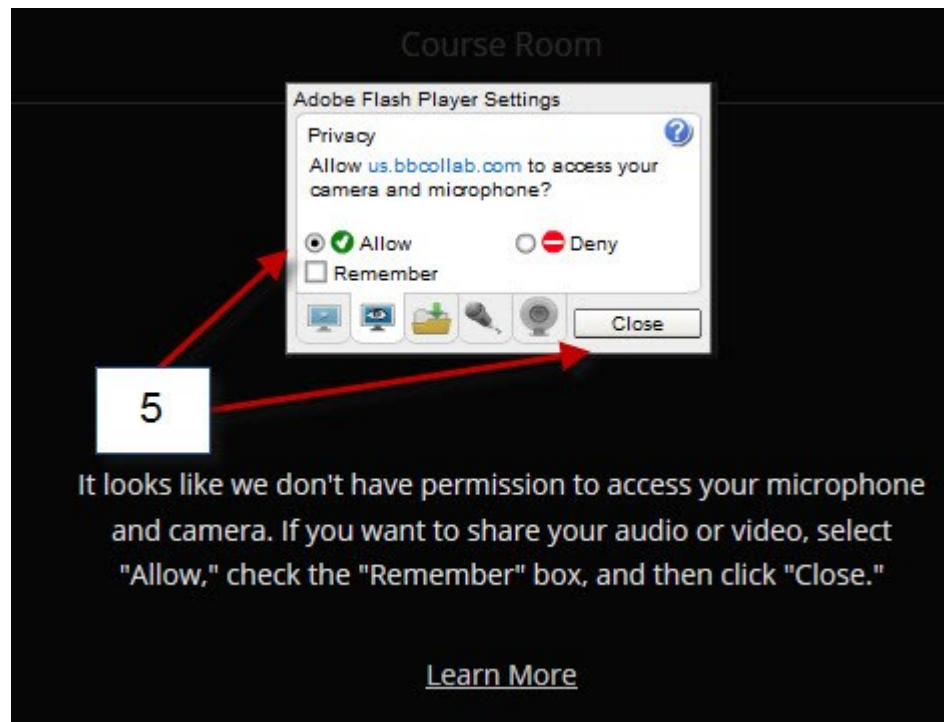 Course Room
Adobe Flash Player Settings
Privacy
Allow us.bbcollab.com to access your
camera and microphone?
Allow
Deny
Remember
Close
5
It looks like we don't have permission to access your microphone
and camera. If you want to share your audio or video, select
"Allow," check the "Remember" box, and then click "Close."
Learn More